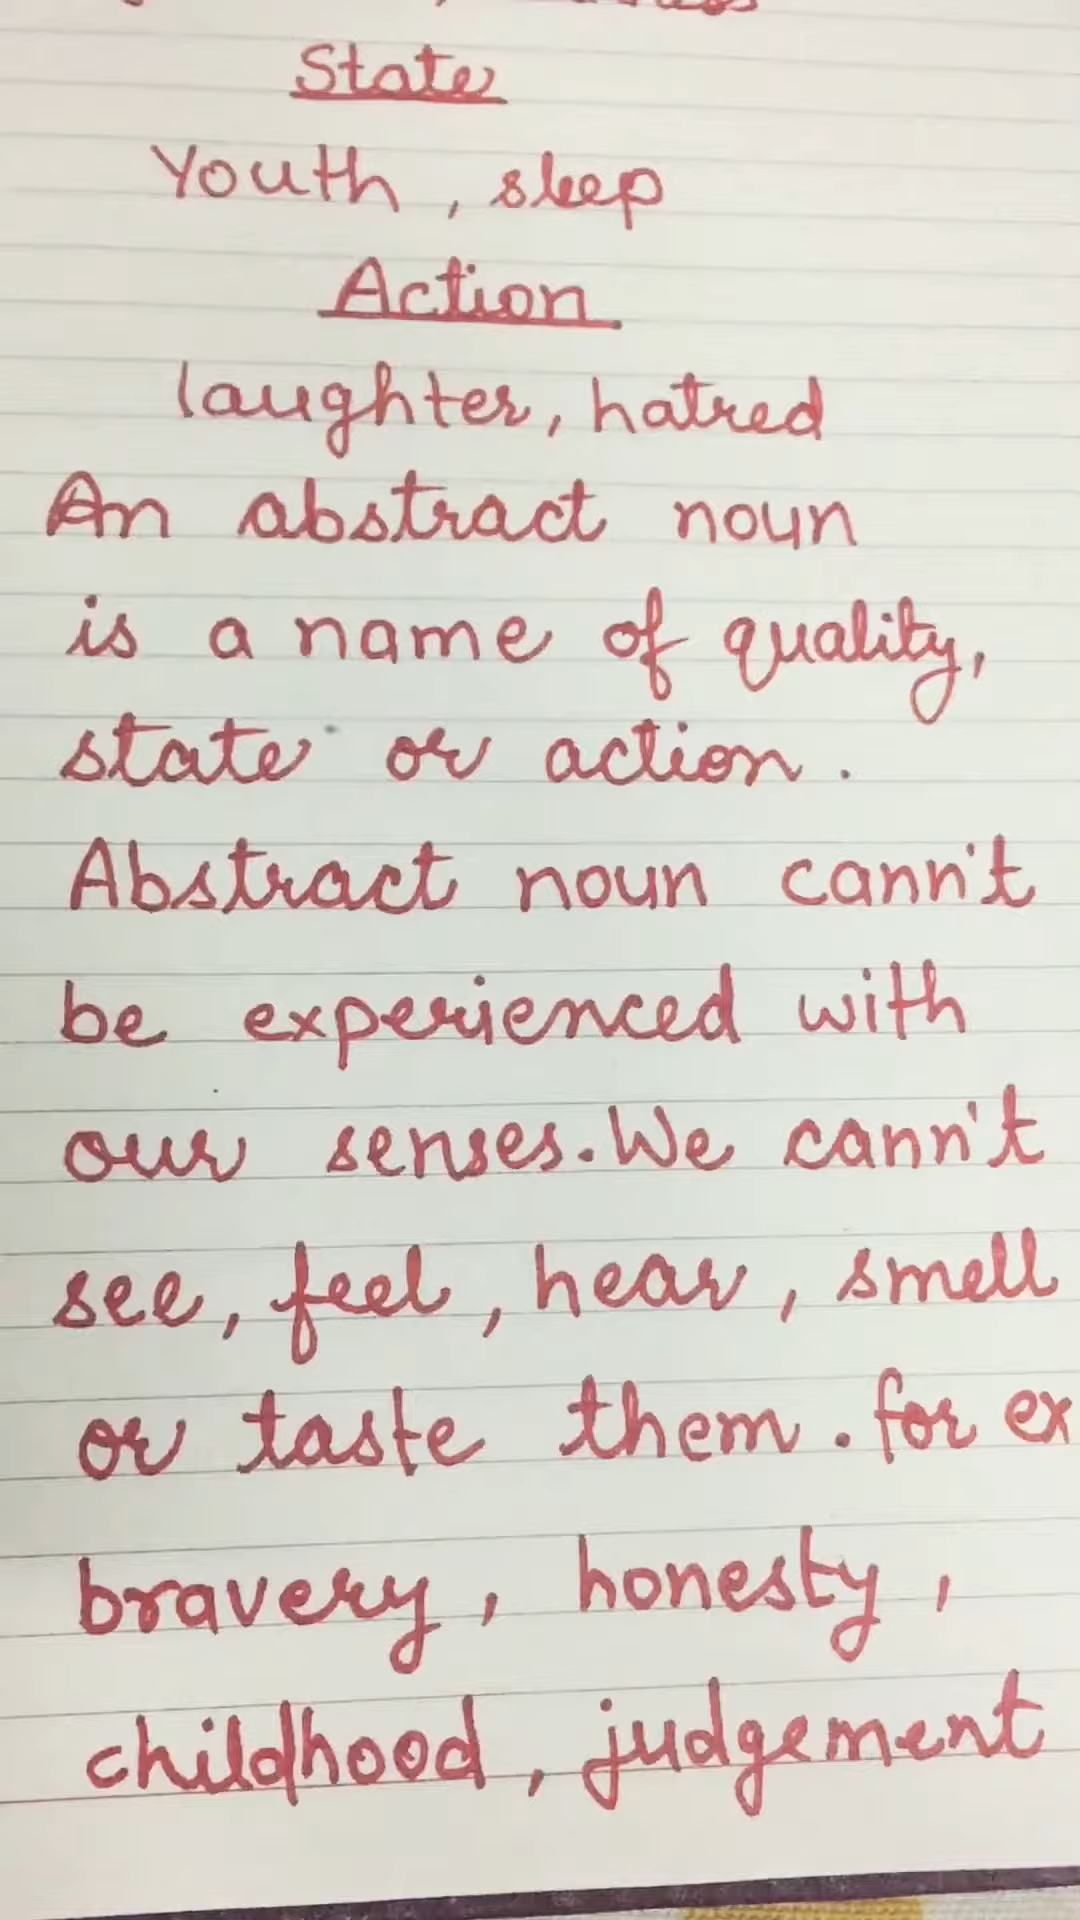 State
Youth, sleep
Action
laughter, hatred
An abstract noun
is a name of quality,
state or action.
Abstract noun cann't
be experienced with
our senses. We cann't
see, feel, hear, smell
or taste them. for ex
bravery, honesty,
childhood, judgement